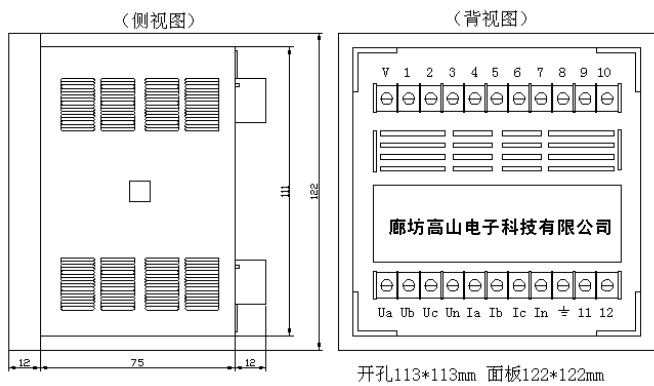 （侧视图）
（背视图）
V 1 2 3 4 5 6 7 8 9 10
111
122
廊坊高山电子科技有限公司
Ua Ub Uc Un Ia Ib Ic In ⏚ 11 12
12 75 12
开孔113*113mm 面板122*122mm